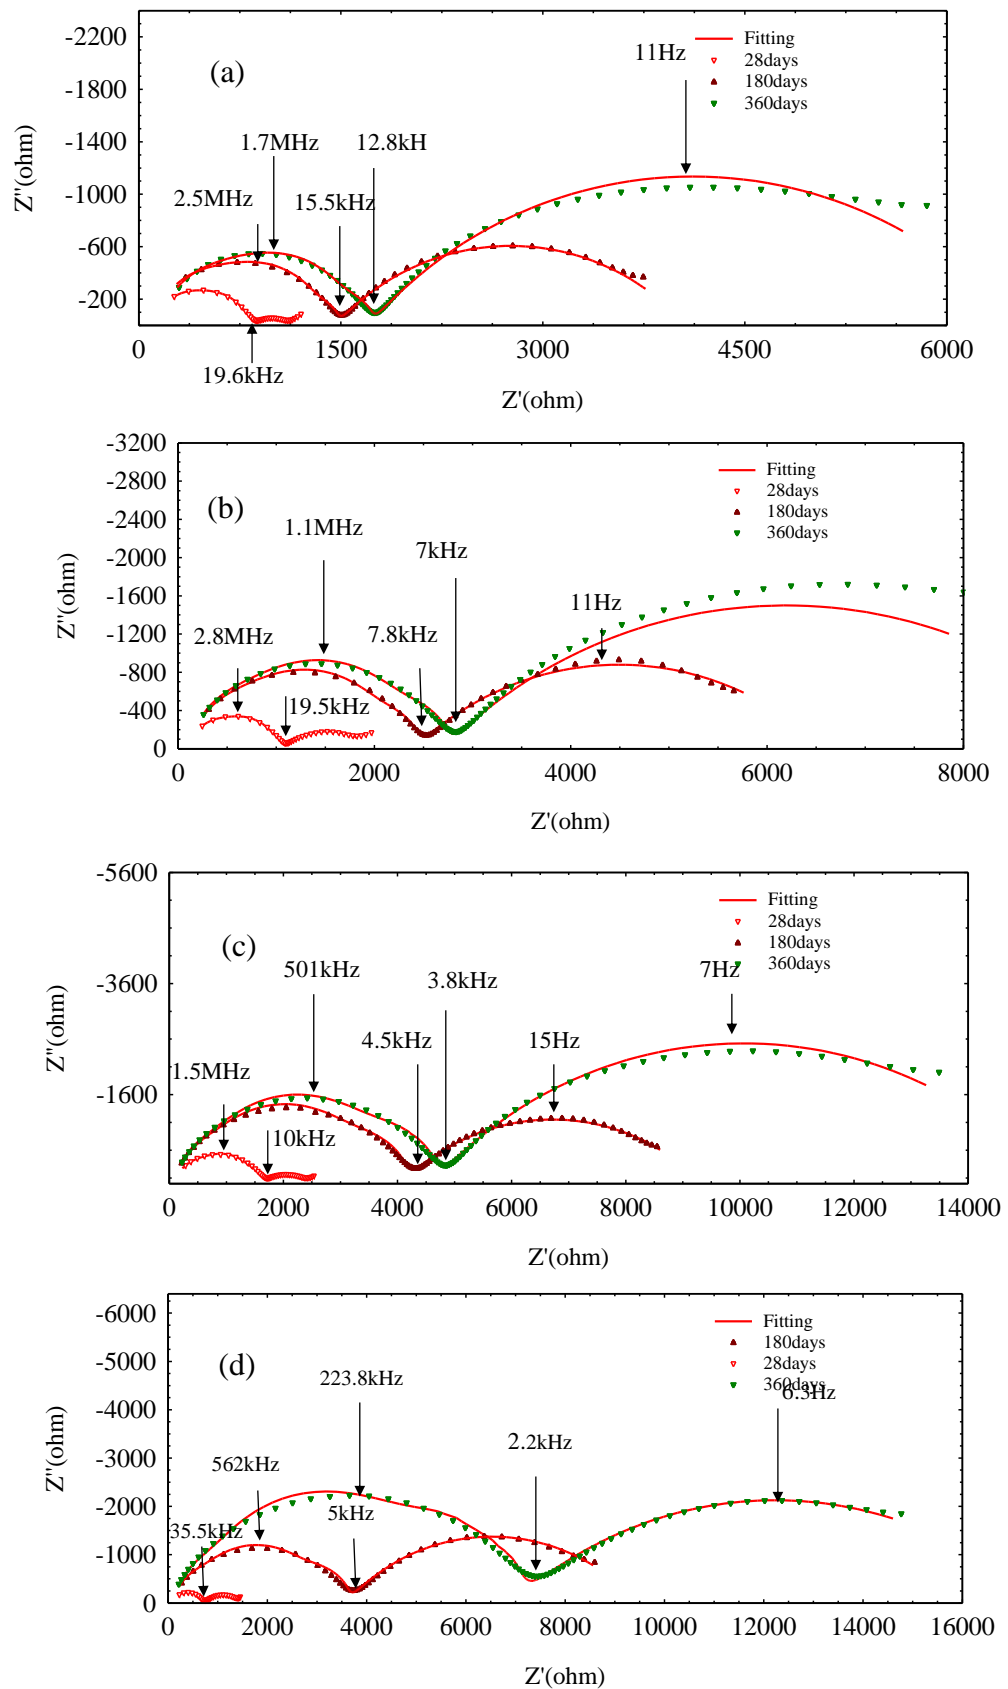 -2200
-1800
-1400
-1000
-600
-200
Z"(ohm)
(a)
Fitting
28days
180days
360days
11Hz
1.7MHz
12.8kH
2.5MHz
15.5kHz
19.6kHz
0
1500
3000
4500
6000
Z'(ohm)
-3200
-2800
-2400
-2000
-1600
-1200
-800
-400
0
Z"(ohm)
(b)
Fitting
28days
180days
360days
1.1MHz
7kHz
2.8MHz
7.8kHz
11Hz
19.5kHz
0
2000
4000
6000
8000
Z'(ohm)
-5600
-3600
-1600
Z"(ohm)
(c)
Fitting
28days
180days
360days
501kHz
3.8kHz
7Hz
1.5MHz
4.5kHz
15Hz
10kHz
0
2000
4000
6000
8000
10000
12000
14000
Z'(ohm)
-6000
-5000
-4000
-3000
-2000
-1000
0
Z"(ohm)
(d)
Fitting
180days
28days
360days
223.8kHz
6.3Hz
2.2kHz
562kHz
5kHz
35.5kHz
0
2000
4000
6000
8000
10000
12000
14000
16000
Z'(ohm)